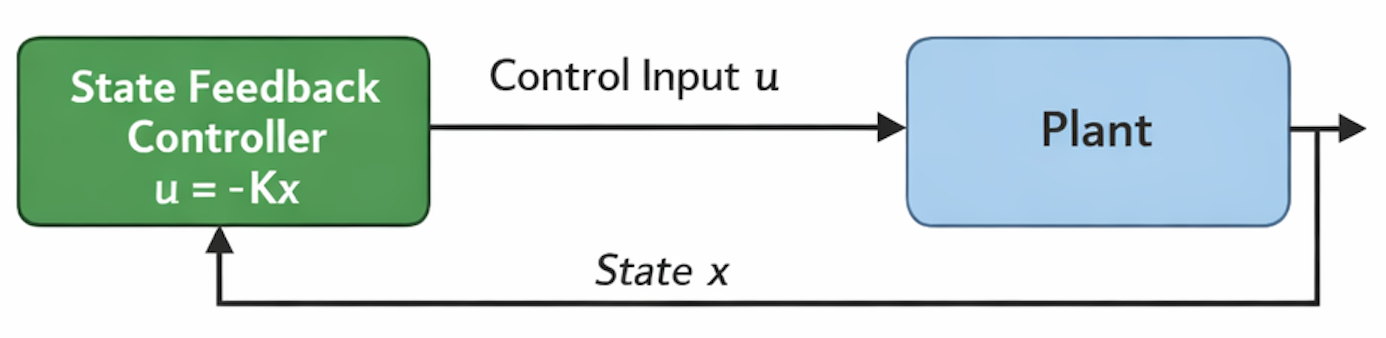 State Feedback
Controller
u = -Kx
Control Input u
Plant
State x